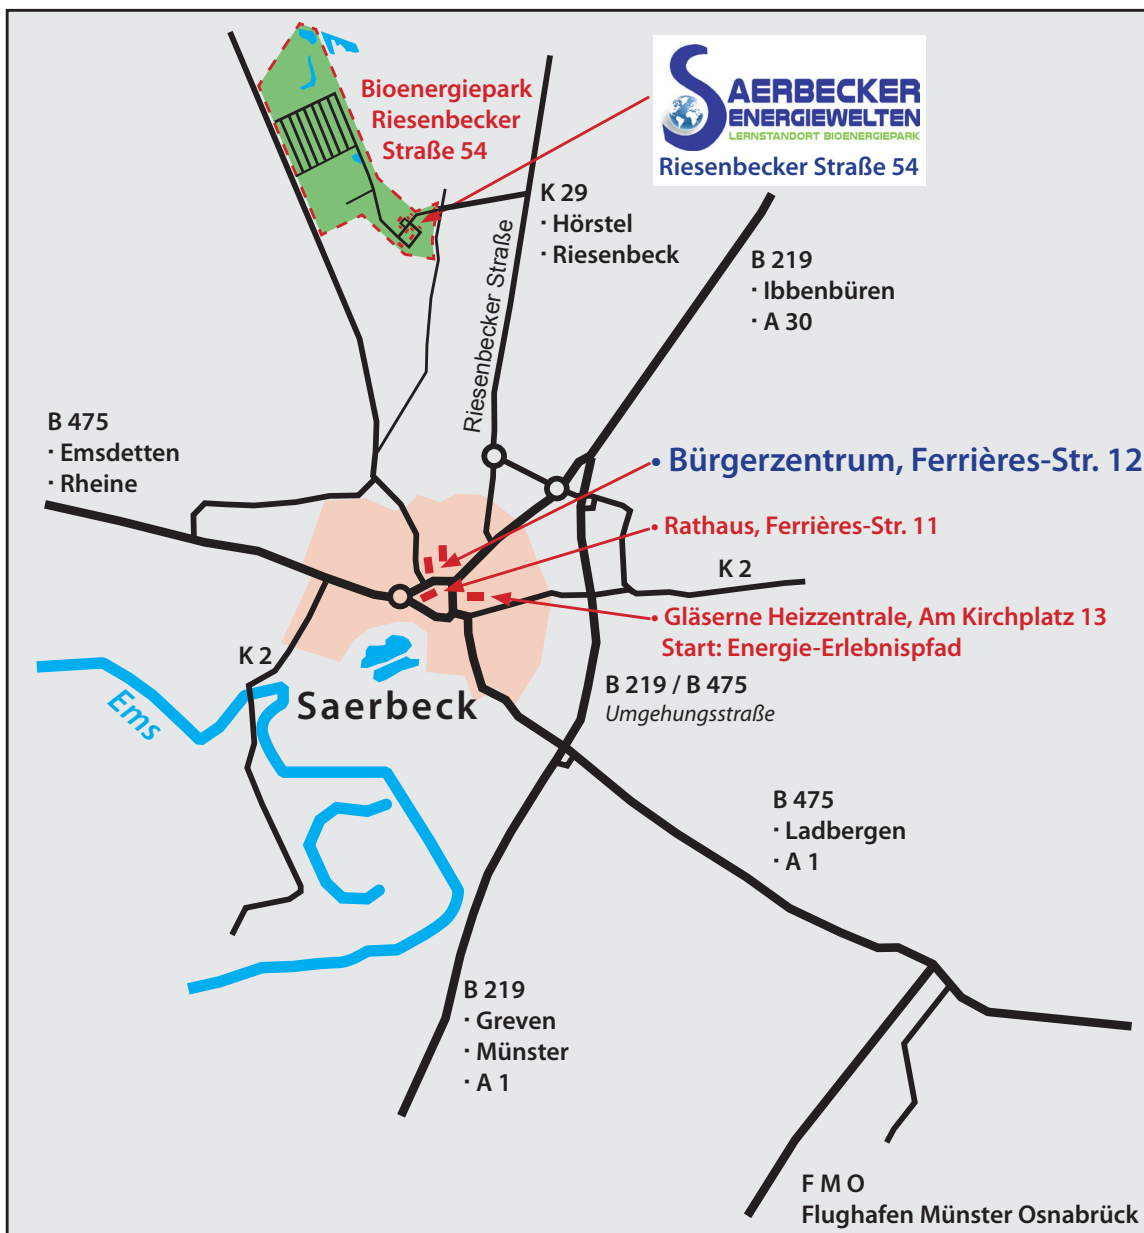 Bioenergiepark
Riesenbecker
Straße 54
SAERBECKER
ENERGIEWELTEN
LERNSTANDORT BIOENERGIEPARK
Riesenbecker Straße 54
K 29
· Hörstel
· Riesenbeck
Riesenbecker Straße
B 219
· Ibbenbüren
· A 30
B 475
· Emsdetten
· Rheine
• Bürgerzentrum, Ferrières-Str. 12
• Rathaus, Ferrières-Str. 11
K 2
• Gläserne Heizzentrale, Am Kirchplatz 13
Start: Energie-Erlebnispfad
K 2
Ems
Saerbeck
B 219 / B 475
Umgehungsstraße
B 475
· Ladbergen
· A 1
B 219
· Greven
· Münster
· A 1
F M O
Flughafen Münster Osnabrück